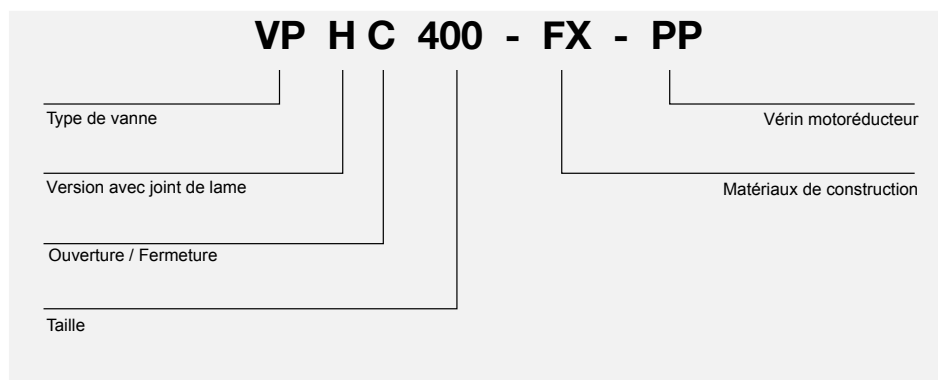 VP H C 400 - FX - PP
Type de vanne
Vérin motoréducteur
Version avec joint de lame
Matériaux de construction
Ouverture / Fermeture
Taille